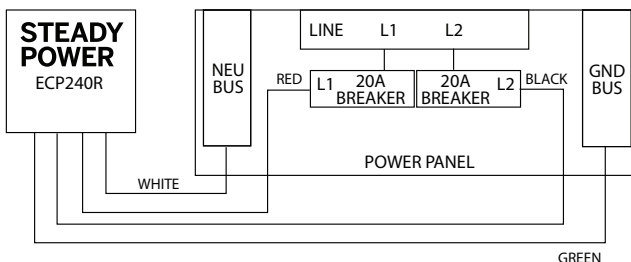 STEADY
POWER
ECP240R
NEU
BUS
LINE L1 L2
RED
L1 20A
BREAKER
20A L2
BREAKER
BLACK
GND
BUS
POWER PANEL
WHITE
GREEN